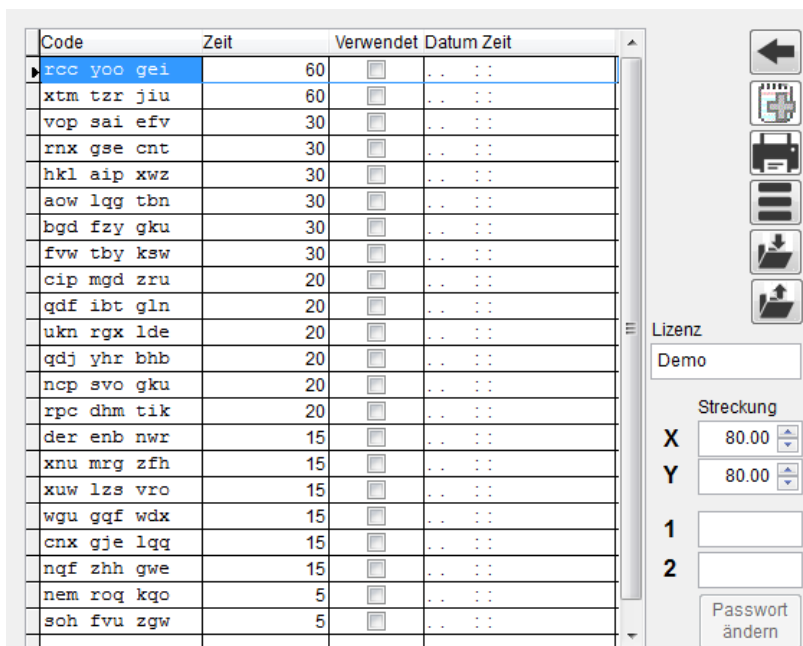 Code Zeit Verwendet Datum Zeit
rcc yoo gei 60 . . : :
xtm tzr jiu 60 . . : :
vop sai efv 30 . . : :
rnx gse cnt 30 . . : :
hkl aip xwz 30 . . : :
aow lqg tbn 30 . . : :
bgd fzy gku 30 . . : :
fvw tby ksw 30 . . : :
cip mgd zru 20 . . : :
qdf ibt gln 20 . . : :
ukn rgx lde 20 . . : :
qdj yhr bhb 20 . . : :
ncp svo gku 20 . . : :
rpc dhm tik 20 . . : :
der enb nwr 15 . . : :
xnu mrg zfh 15 . . : :
xuw lzs vro 15 . . : :
wgu gqf wdx 15 . . : :
cnx gje lqq 15 . . : :
nqf zhh gwe 15 . . : :
nem roq kqo 5 . . : :
soh fvu zgw 5 . . : :
Lizenz
Demo
Streckung
X 80.00
Y 80.00
1
2
Passwort
ändern